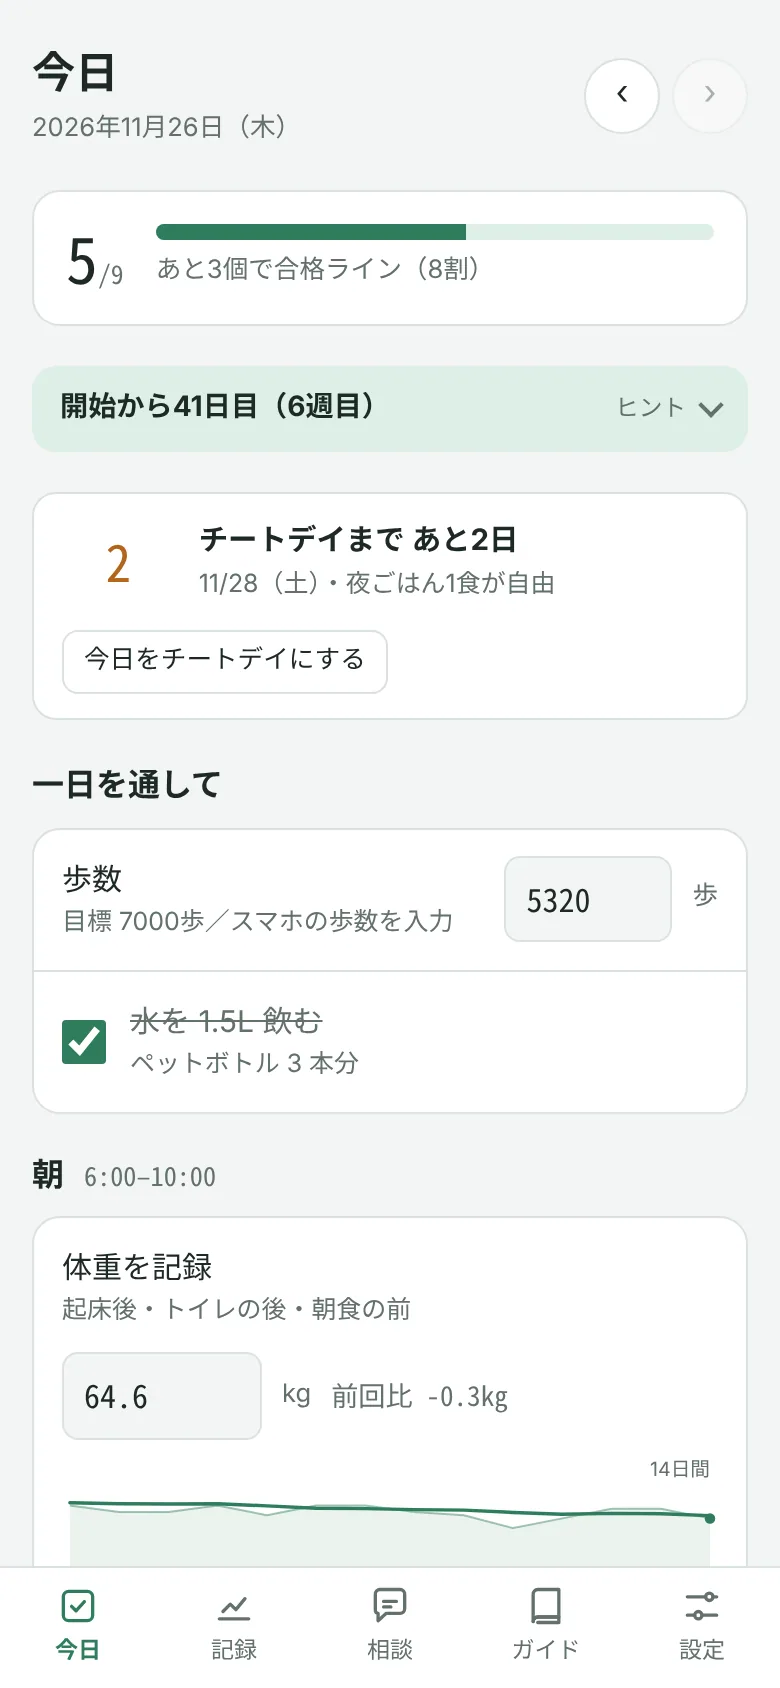 今日
2026年11月26日（木）
5/9
あと3個で合格ライン（8割）
開始から41日目（6週目）
ヒント
2
チートデイまで あと2日
11/28（土）・夜ごはん1食が自由
今日をチートデイにする
一日を通して
歩数
目標 7000歩／スマホの歩数を入力
5320
歩
水を 1.5L 飲む
ペットボトル 3 本分
朝 6:00–10:00
体重を記録
起床後・トイレの後・朝食の前
64.6 kg 前回比 -0.3kg
14日間
今日 記録 相談 ガイド 設定